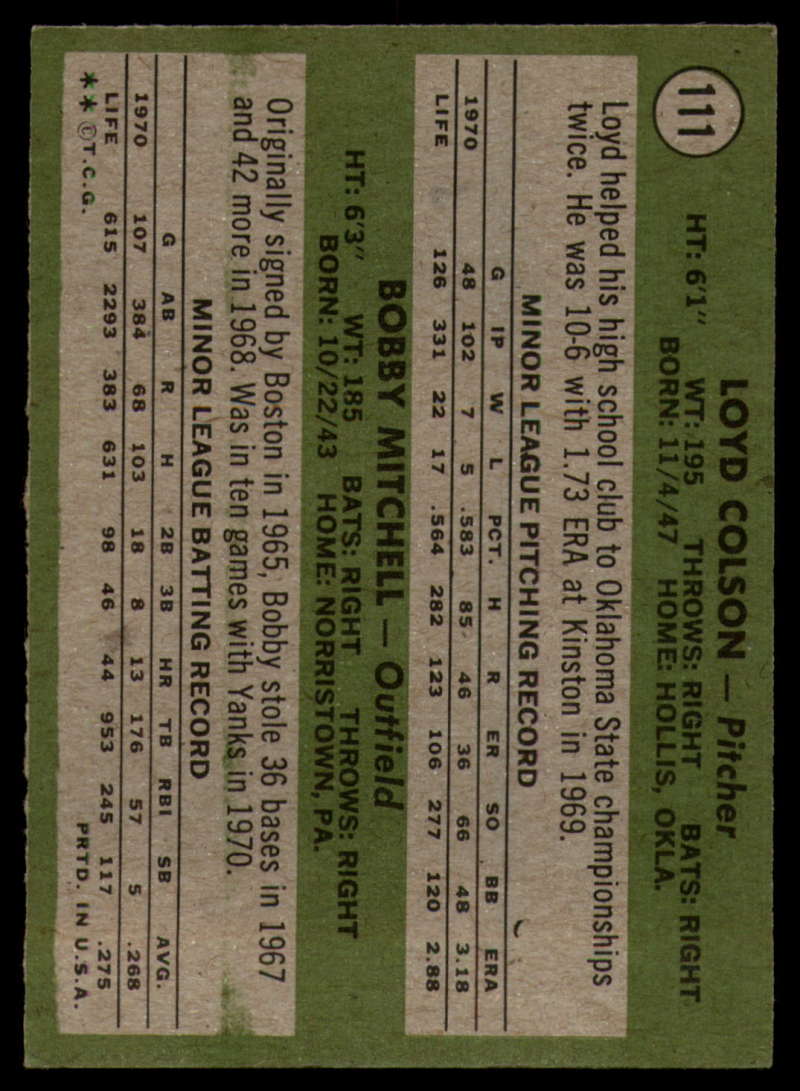 111
LOYD COLSON — Pitcher
HT: 6'1" WT: 195 THROWS: RIGHT BATS: RIGHT
BORN: 11/4/47 HOME: HOLLIS, OKLA.
Loyd helped his high school club to Oklahoma State championships
twice. He was 10-6 with 1.73 ERA at Kinston in 1969.
MINOR LEAGUE PITCHING RECORD
G IP W L PCT. H R ER SO BB ERA
1970 48 102 7 5 .583 85 46 36 66 48 3.18
LIFE 126 331 22 17 .564 282 123 106 277 120 2.88
BOBBY MITCHELL — Outfield
HT: 6'3" WT: 185 BATS: RIGHT THROWS: RIGHT
BORN: 10/22/43 HOME: NORRISTOWN, PA.
Originally signed by Boston in 1965, Bobby stole 36 bases in 1967
and 42 more in 1968. Was in ten games with Yanks in 1970.
MINOR LEAGUE BATTING RECORD
G AB R H 2B 3B HR TB RBI SB AVG.
1970 107 384 68 103 18 8 13 176 57 5 .268
LIFE 615 2293 383 631 98 46 44 953 245 117 .275
** ©T.C.G. PRTD. IN U.S.A.